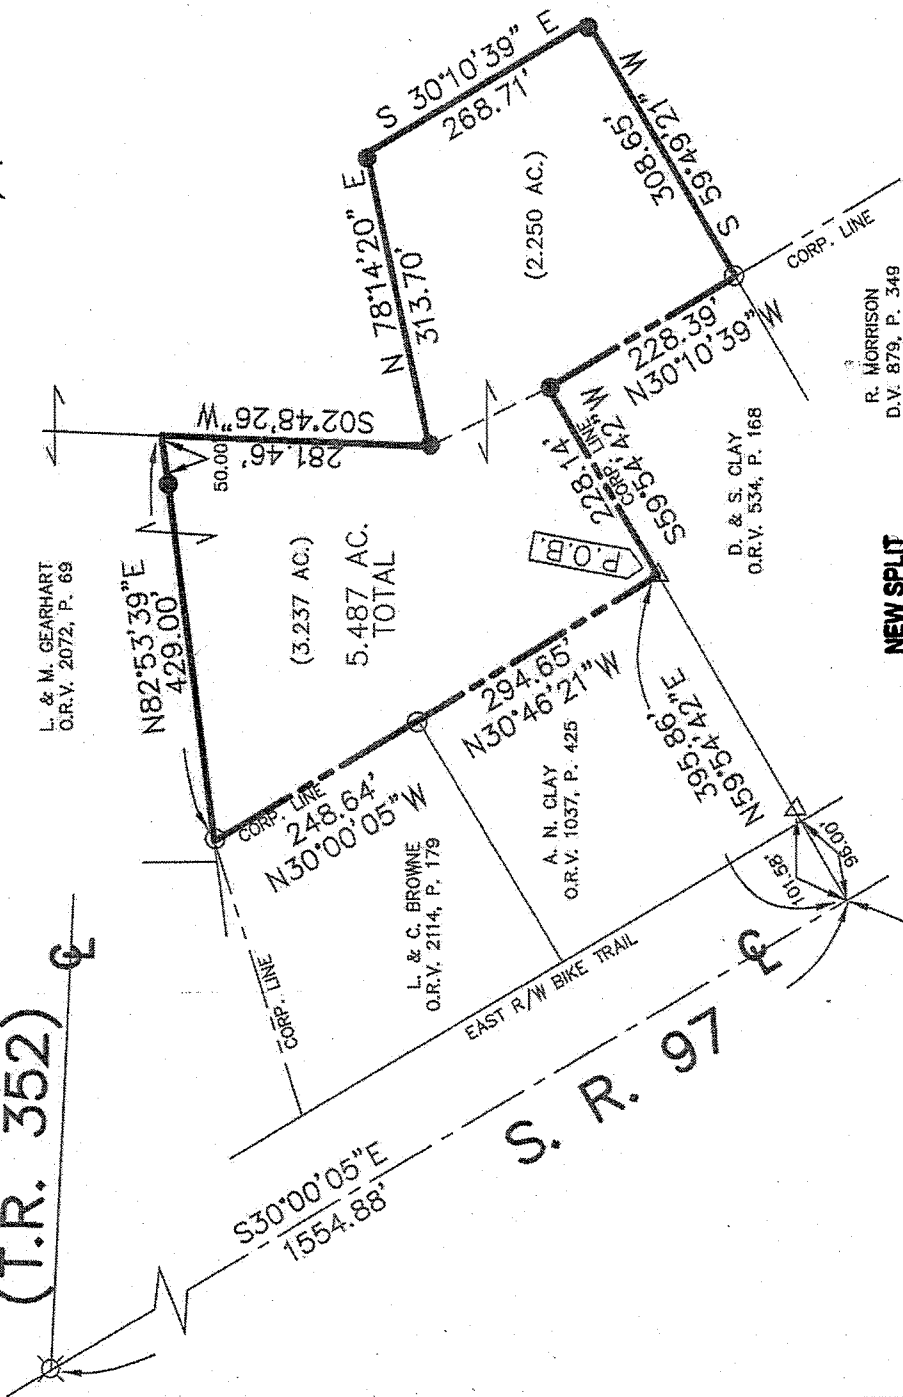 (T.R. 352)
L. & M. GEARHART
O.R.V. 2072, P. 69
N82°53'39"E
429.00'
50.00'
S02°48'26"W
281.46'
N 78°14'20" E
313.70'
S 30°10'39" E
268.71'
(2.250 AC.)
308.65'
S 59°49'21" W
CORP. LINE
228.39'
N30°10'39"W
R. MORRISON
D.V. 879, P. 349
228.14'
CORP. LINE
S59°54'42"W
P.O.B.
(3.237 AC.)
5.487 AC.
TOTAL
D. & S. CLAY
O.R.V. 534, P. 168
NEW SPLIT
294.65'
N30°46'21"W
CORP. LINE
248.64'
N30°00'05"W
A. N. CLAY
O.R.V. 1037, P. 425
L. & C. BROWNE
O.R.V. 2114, P. 179
CORP. LINE
395.86'
N59°54'42"E
101.58'
96.00'
EAST R/W BIKE TRAIL
S. R. 97
S30°00'05"E
1554.88'